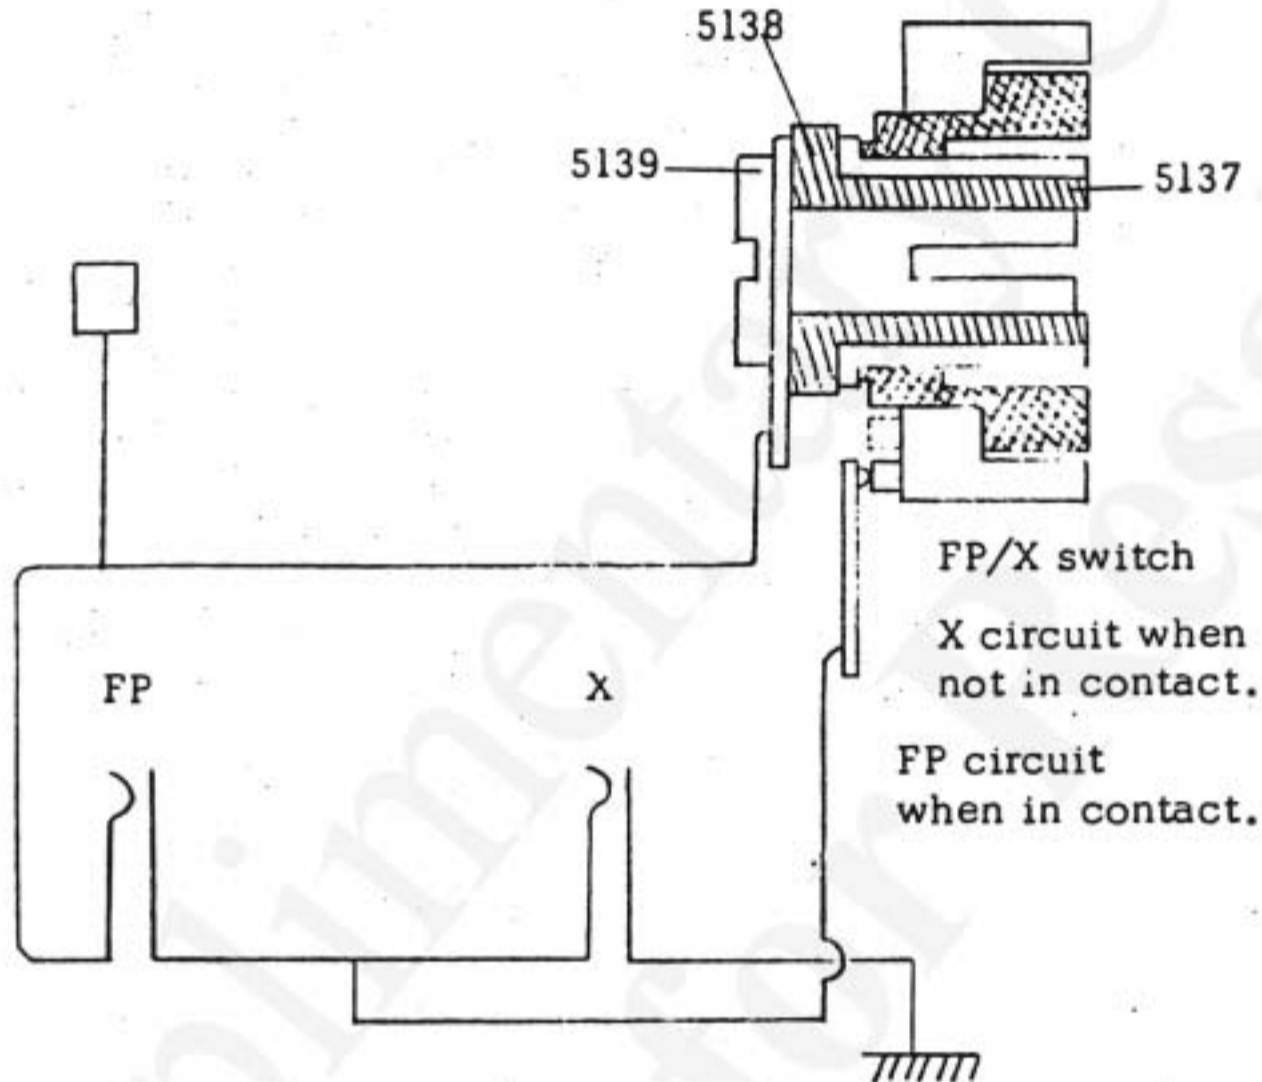 5138
5139
5137
FP/X switch
X circuit when
not in contact.
FP X
FP circuit
when in contact.